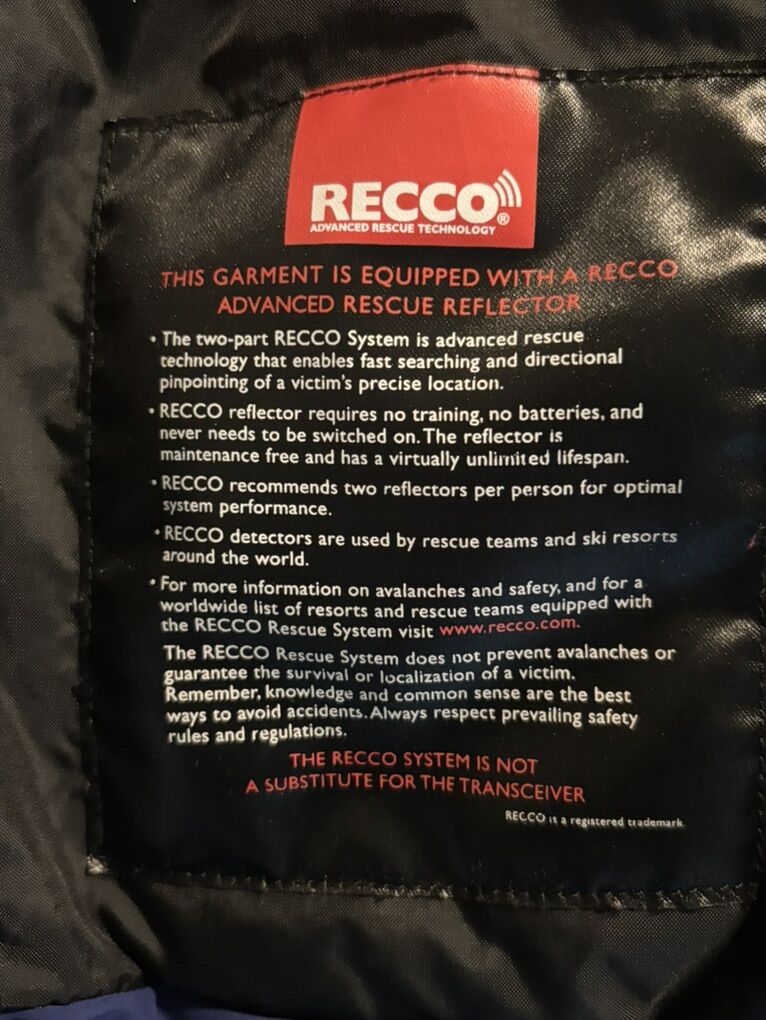 RECCO®
ADVANCED RESCUE TECHNOLOGY
THIS GARMENT IS EQUIPPED WITH A RECCO
ADVANCED RESCUE REFLECTOR
• The two-part RECCO System is advanced rescue
technology that enables fast searching and directional
pinpointing of a victim's precise location.
• RECCO reflector requires no training, no batteries, and
never needs to be switched on. The reflector is
maintenance free and has a virtually unlimited lifespan.
• RECCO recommends two reflectors per person for optimal
system performance.
• RECCO detectors are used by rescue teams and ski resorts
around the world.
• For more information on avalanches and safety, and for a
worldwide list of resorts and rescue teams equipped with
the RECCO Rescue System visit www.recco.com.
The RECCO Rescue System does not prevent avalanches or
guarantee the survival or localization of a victim.
Remember, knowledge and common sense are the best
ways to avoid accidents. Always respect prevailing safety
rules and regulations.
THE RECCO SYSTEM IS NOT
A SUBSTITUTE FOR THE TRANSCEIVER
RECCO is a registered trademark.